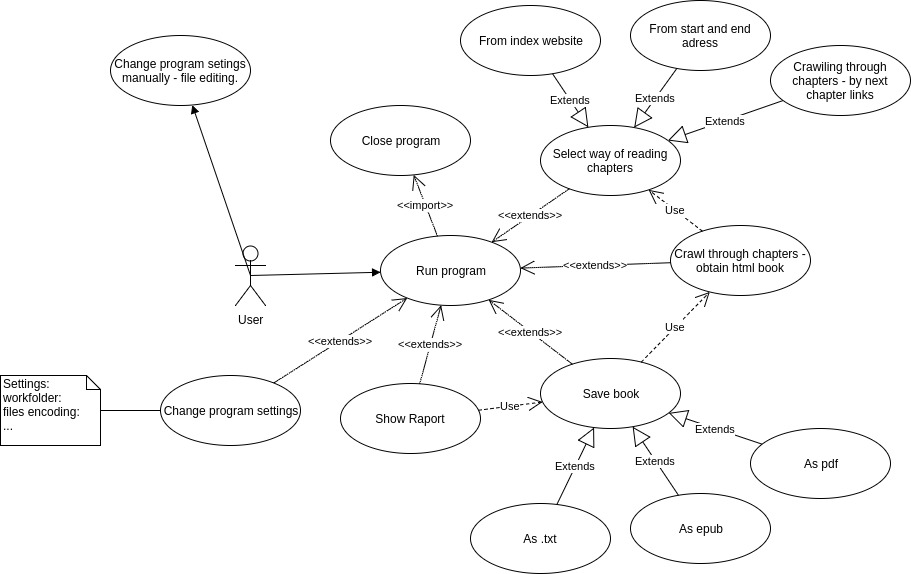 From index website
From start and end
adress
Change program setings
manually - file editing.
Crawiling through
chapters - by next
chapter links
Extends
Extends
Extends
Close program
Select way of reading
chapters
<<import>>
<<extends>>
Use
Run program
<<extends>>
Crawl through chapters -
obtain html book
User
<<extends>>
<<extends>>
<<extends>>
Use
Settings:
workfolder:
files encoding:
...
Change program settings
Show Raport
Use
Save book
Extends
Extends
Extends
As pdf
As .txt
As epub